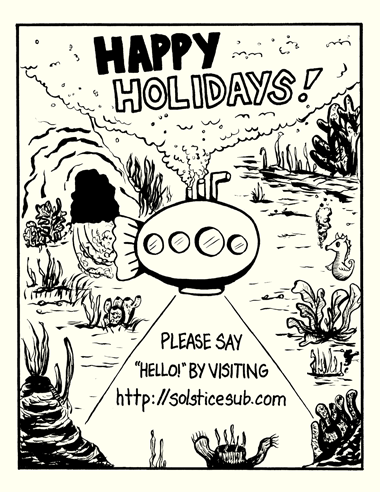 HAPPY
HOLIDAYS!
PLEASE SAY
"HELLO!" BY VISITING
http://solsticesub.com